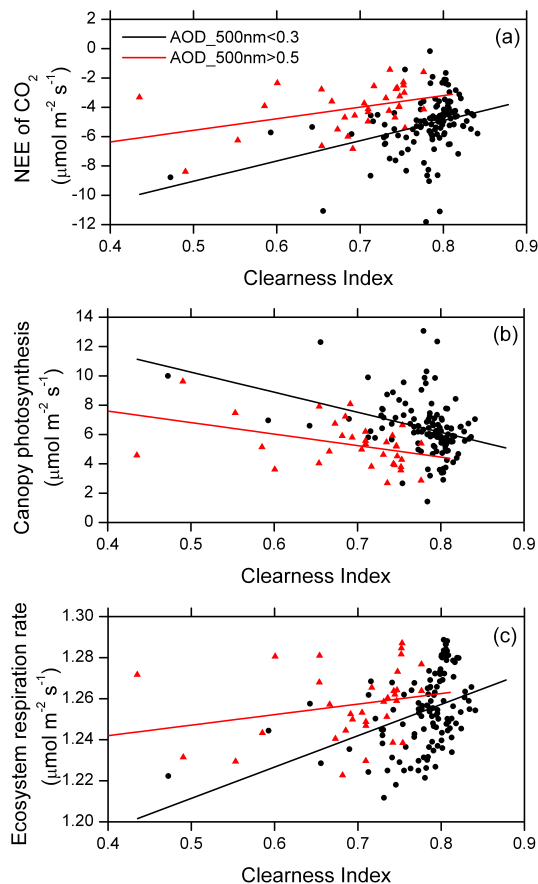 (a)
AOD_500nm<0.3
AOD_500nm>0.5
NEE of CO2
(μmol m-2 s-1)
2
0
-2
-4
-6
-8
-10
-12
0.4 0.5 0.6 0.7 0.8 0.9
Clearness Index
(b)
Canopy photosynthesis
(μmol m-2 s-1)
14
12
10
8
6
4
2
0
0.4 0.5 0.6 0.7 0.8 0.9
Clearness Index
(c)
Ecosystem respiration rate
(μmol m-2 s-1)
1.30
1.28
1.26
1.24
1.22
1.20
0.4 0.5 0.6 0.7 0.8 0.9
Clearness Index